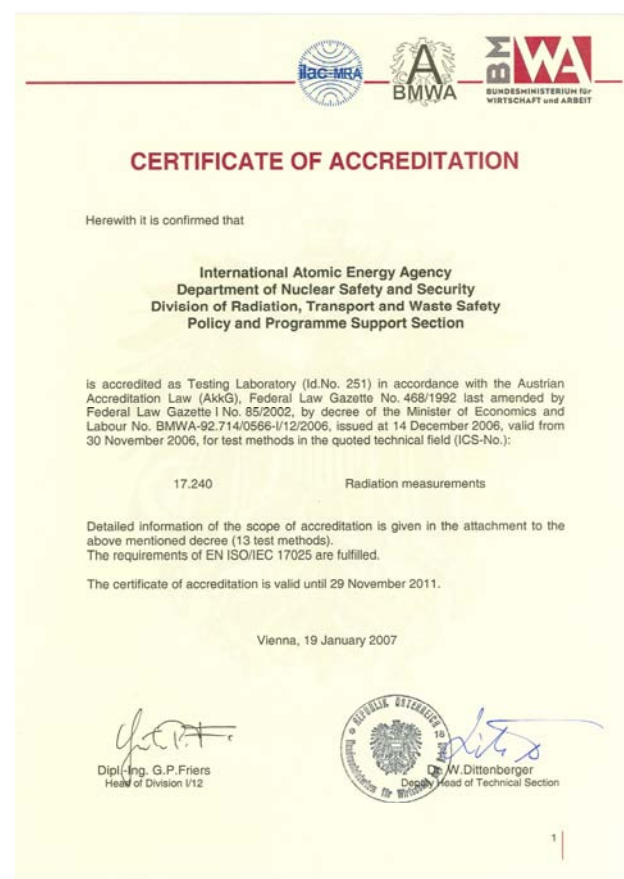 ilac-MRA
A
BMWA
BM
WA
BUNDESMINISTERIUM für
WIRTSCHAFT und ARBEIT
CERTIFICATE OF ACCREDITATION
Herewith it is confirmed that
International Atomic Energy Agency
Department of Nuclear Safety and Security
Division of Radiation, Transport and Waste Safety
Policy and Programme Support Section
is accredited as Testing Laboratory (Id.No. 251) in accordance with the Austrian
Accreditation Law (AkkG), Federal Law Gazette No. 468/1992 last amended by
Federal Law Gazette I No. 85/2002, by decree of the Minister of Economics and
Labour No. BMWA-92.714/0566-I/12/2006, issued at 14 December 2006, valid from
30 November 2006, for test methods in the quoted technical field (ICS-No.):
17.240 Radiation measurements
Detailed information of the scope of accreditation is given in the attachment to the
above mentioned decree (13 test methods).
The requirements of EN ISO/IEC 17025 are fulfilled.
The certificate of accreditation is valid until 29 November 2011.
Vienna, 19 January 2007
REPUBLIK ÖSTERREICH
18
Dipl.-Ing. G.P.Friers
Head of Division I/12
W.Dittenberger
Deputy Head of Technical Section
1